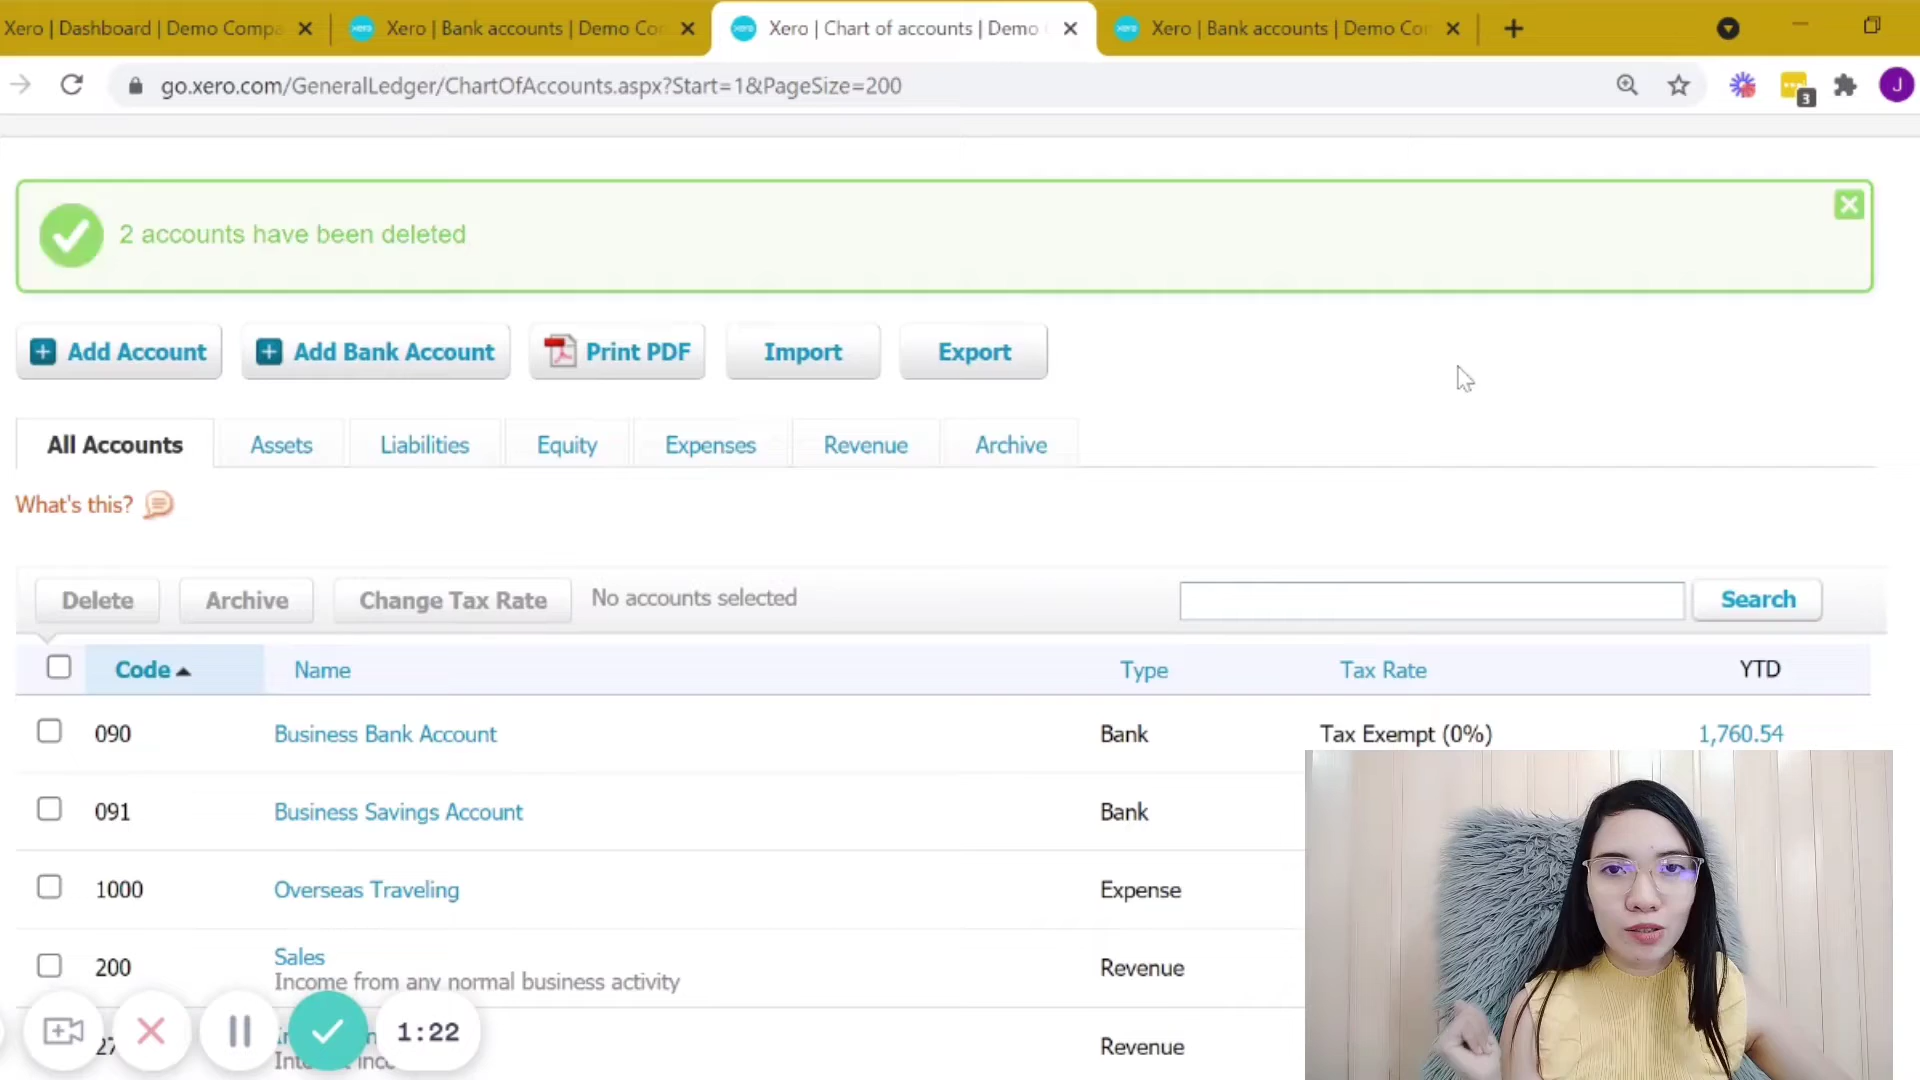 Xero | Dashboard | Demo Compa
xero Xero | Bank accounts | Demo Co
xero Xero | Chart of accounts | Demo
xero Xero | Bank accounts | Demo Co
go.xero.com/GeneralLedger/ChartOfAccounts.aspx?Start=1&PageSize=200
3
J
2 accounts have been deleted
Add Account
Add Bank Account
Print PDF
Import
Export
All Accounts
Assets
Liabilities
Equity
Expenses
Revenue
Archive
What's this?
Delete
Archive
Change Tax Rate
No accounts selected
Search
Code Name Type Tax Rate YTD
090 Business Bank Account Bank Tax Exempt (0%) 1,760.54
091 Business Savings Account Bank
1000 Overseas Traveling Expense
200 Sales Revenue
Income from any normal business activity
1:22
Revenue